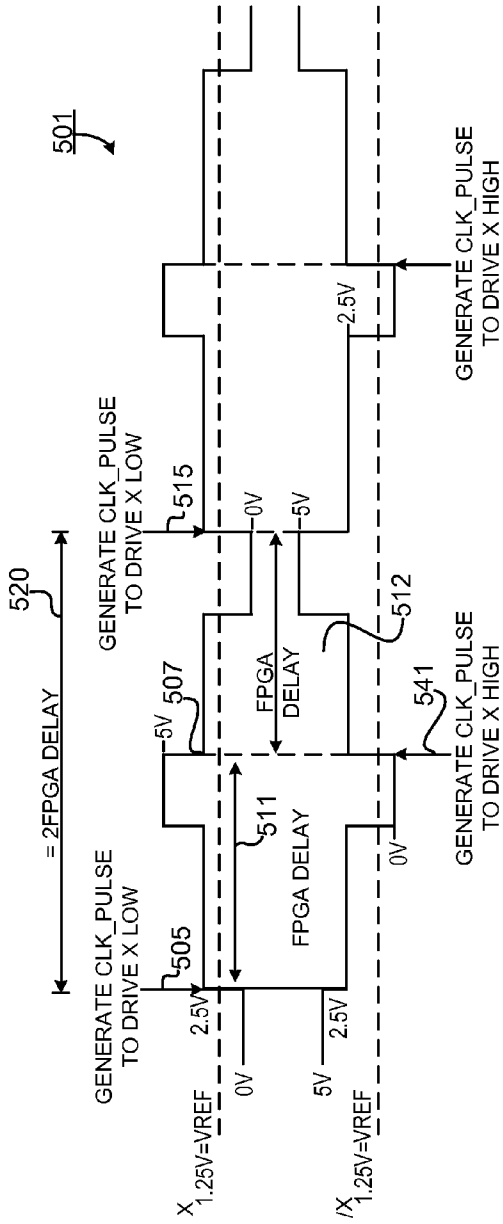 501
520
= 2FPGA DELAY
GENERATE CLK_PULSE
TO DRIVE X LOW
505
GENERATE CLK_PULSE
TO DRIVE X LOW
515
X
1.25V=VREF
2.5V
0V
5V
507
FPGA DELAY
511
FPGA
DELAY
0V
5V
512
/X
1.25V=VREF
5V
2.5V
0V
2.5V
541
GENERATE CLK_PULSE
TO DRIVE X HIGH
GENERATE CLK_PULSE
TO DRIVE X HIGH